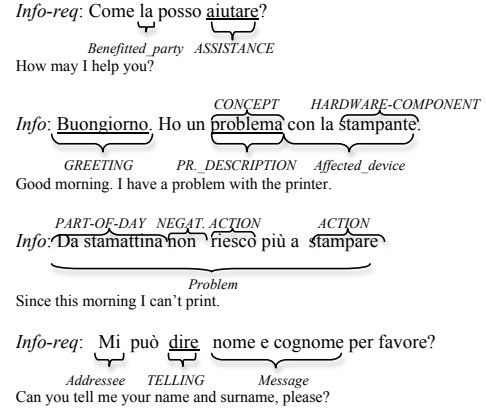 Info-req: Come la posso aiutare?
Benefitted_party ASSISTANCE
How may I help you?
CONCEPT HARDWARE-COMPONENT
Info: Buongiorno. Ho un problema con la stampante.
GREETING PR._DESCRIPTION Affected_device
Good morning. I have a problem with the printer.
PART-OF-DAY NEGAT. ACTION ACTION
Info: Da stamattina non riesco più a stampare
Problem
Since this morning I can't print.
Info-req: Mi può dire nome e cognome per favore?
Addressee TELLING Message
Can you tell me your name and surname, please?